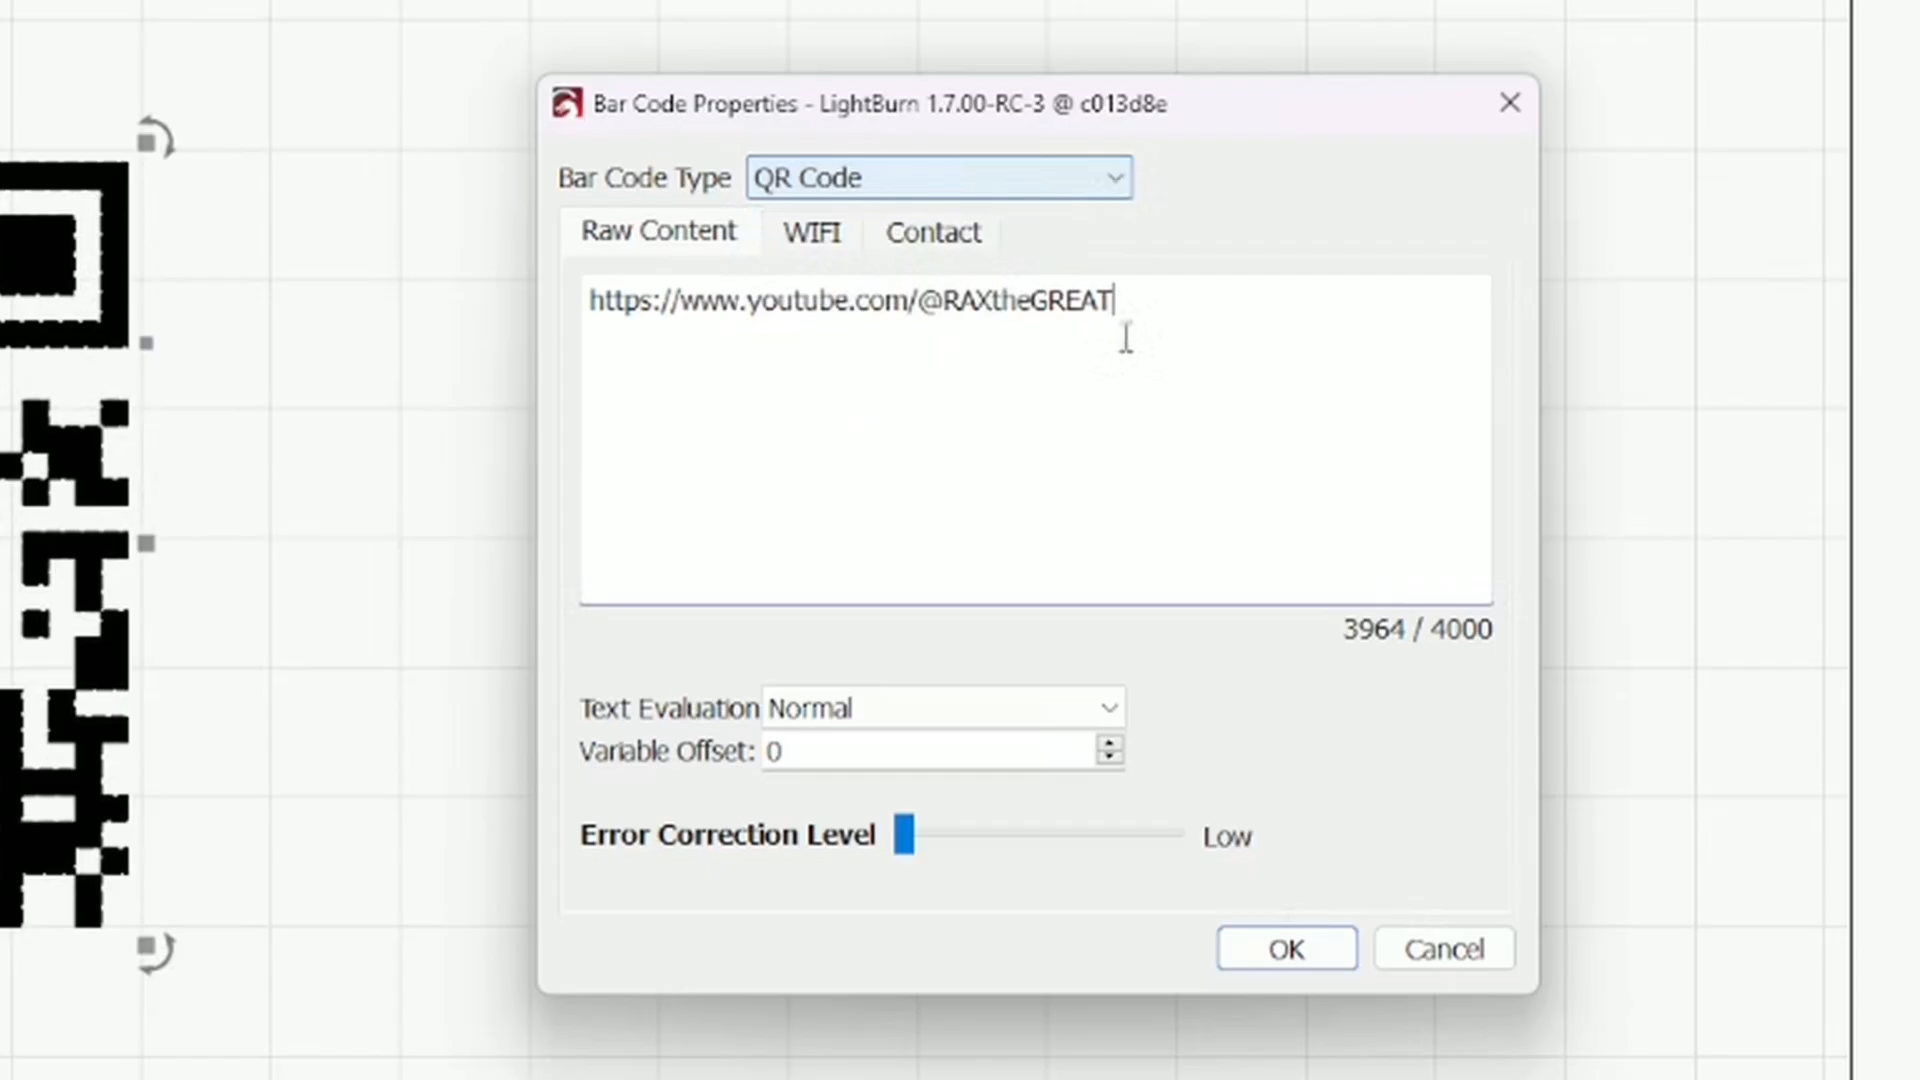 Bar Code Properties - LightBurn 1.7.00-RC-3 @ c013d8e
Bar Code Type QR Code
Raw Content WIFI Contact
https://www.youtube.com/@RAXtheGREAT
3964 / 4000
Text Evaluation Normal
Variable Offset: 0
Error Correction Level Low
OK Cancel